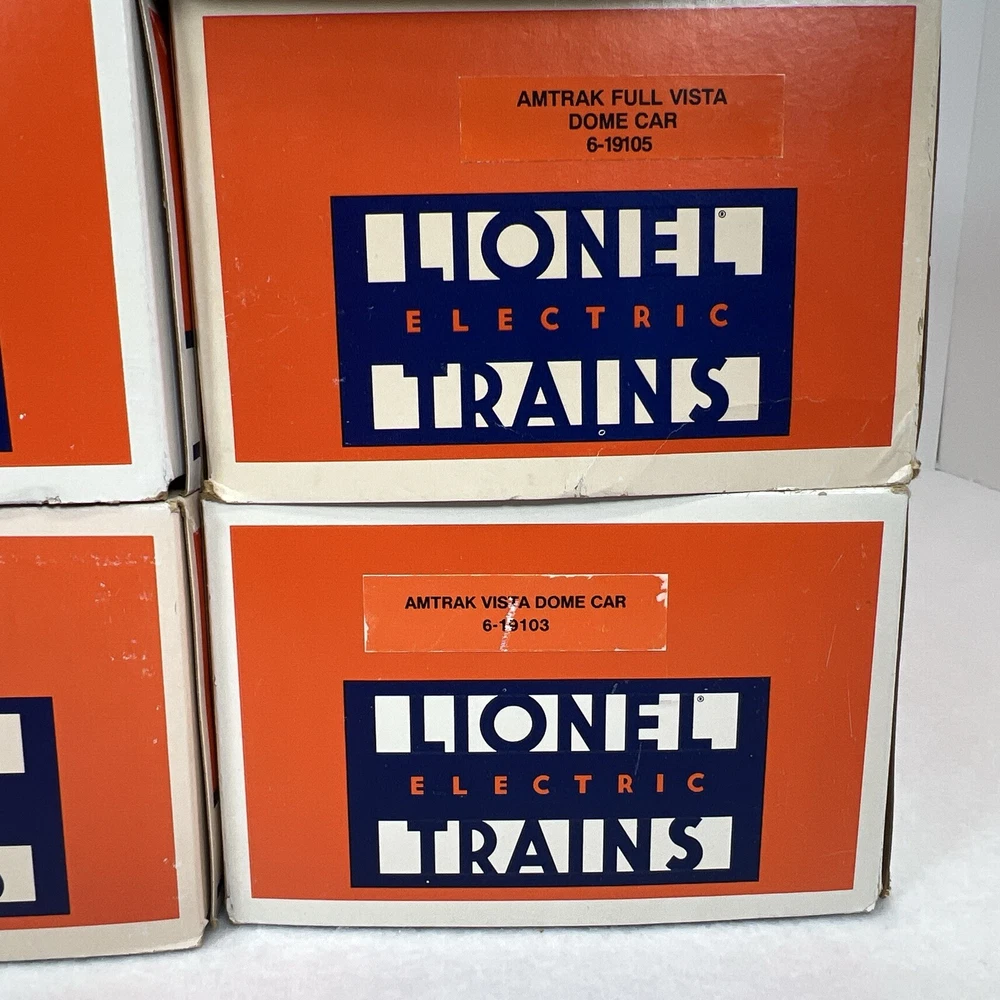 AMTRAK FULL VISTA
DOME CAR
6-19105
LIONEL®
ELECTRIC
TRAINS
AMTRAK VISTA DOME CAR
6-19103
LIONEL®
ELECTRIC
TRAINS